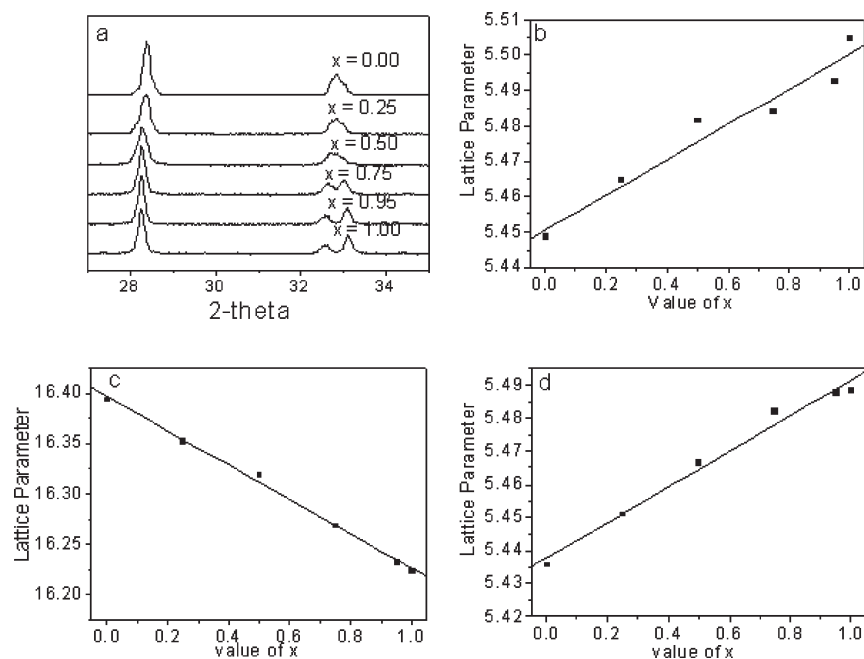 a
x = 0.00
x = 0.25
x = 0.50
x = 0.75
x = 0.95
x = 1.00
28 30 32 34
2-theta
b
Lattice Parameter
5.51
5.50
5.49
5.48
5.47
5.46
5.45
5.44
0.0 0.2 0.4 0.6 0.8 1.0
Value of x
c
Lattice Parameter
16.40
16.35
16.30
16.25
16.20
0.0 0.2 0.4 0.6 0.8 1.0
value of x
d
Lattice Parameter
5.49
5.48
5.47
5.46
5.45
5.44
5.43
5.42
0.0 0.2 0.4 0.6 0.8 1.0
value of x